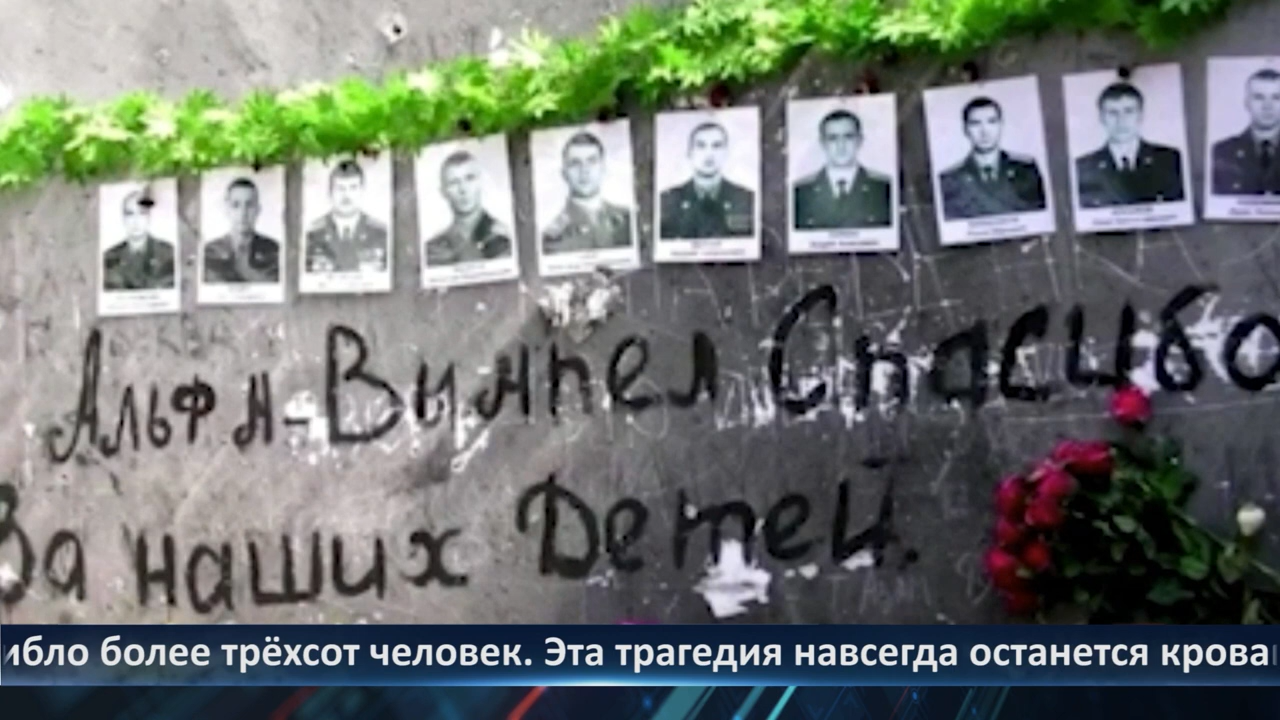 Альфа-Вымпел Спасибо
За наших Детей.
ибло более трёхсот человек. Эта трагедия навсегда останется крова